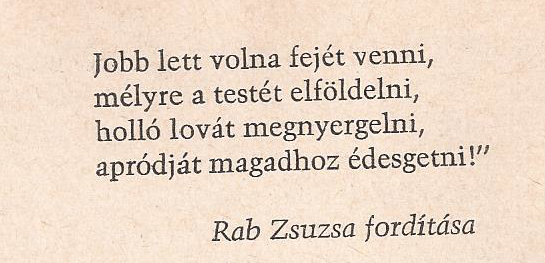 Jobb lett volna fejét venni,
mélyre a testét elföldelni,
holló lovát megnyergelni,
apródját magadhoz édesgetni!”
Rab Zsuzsa fordítása